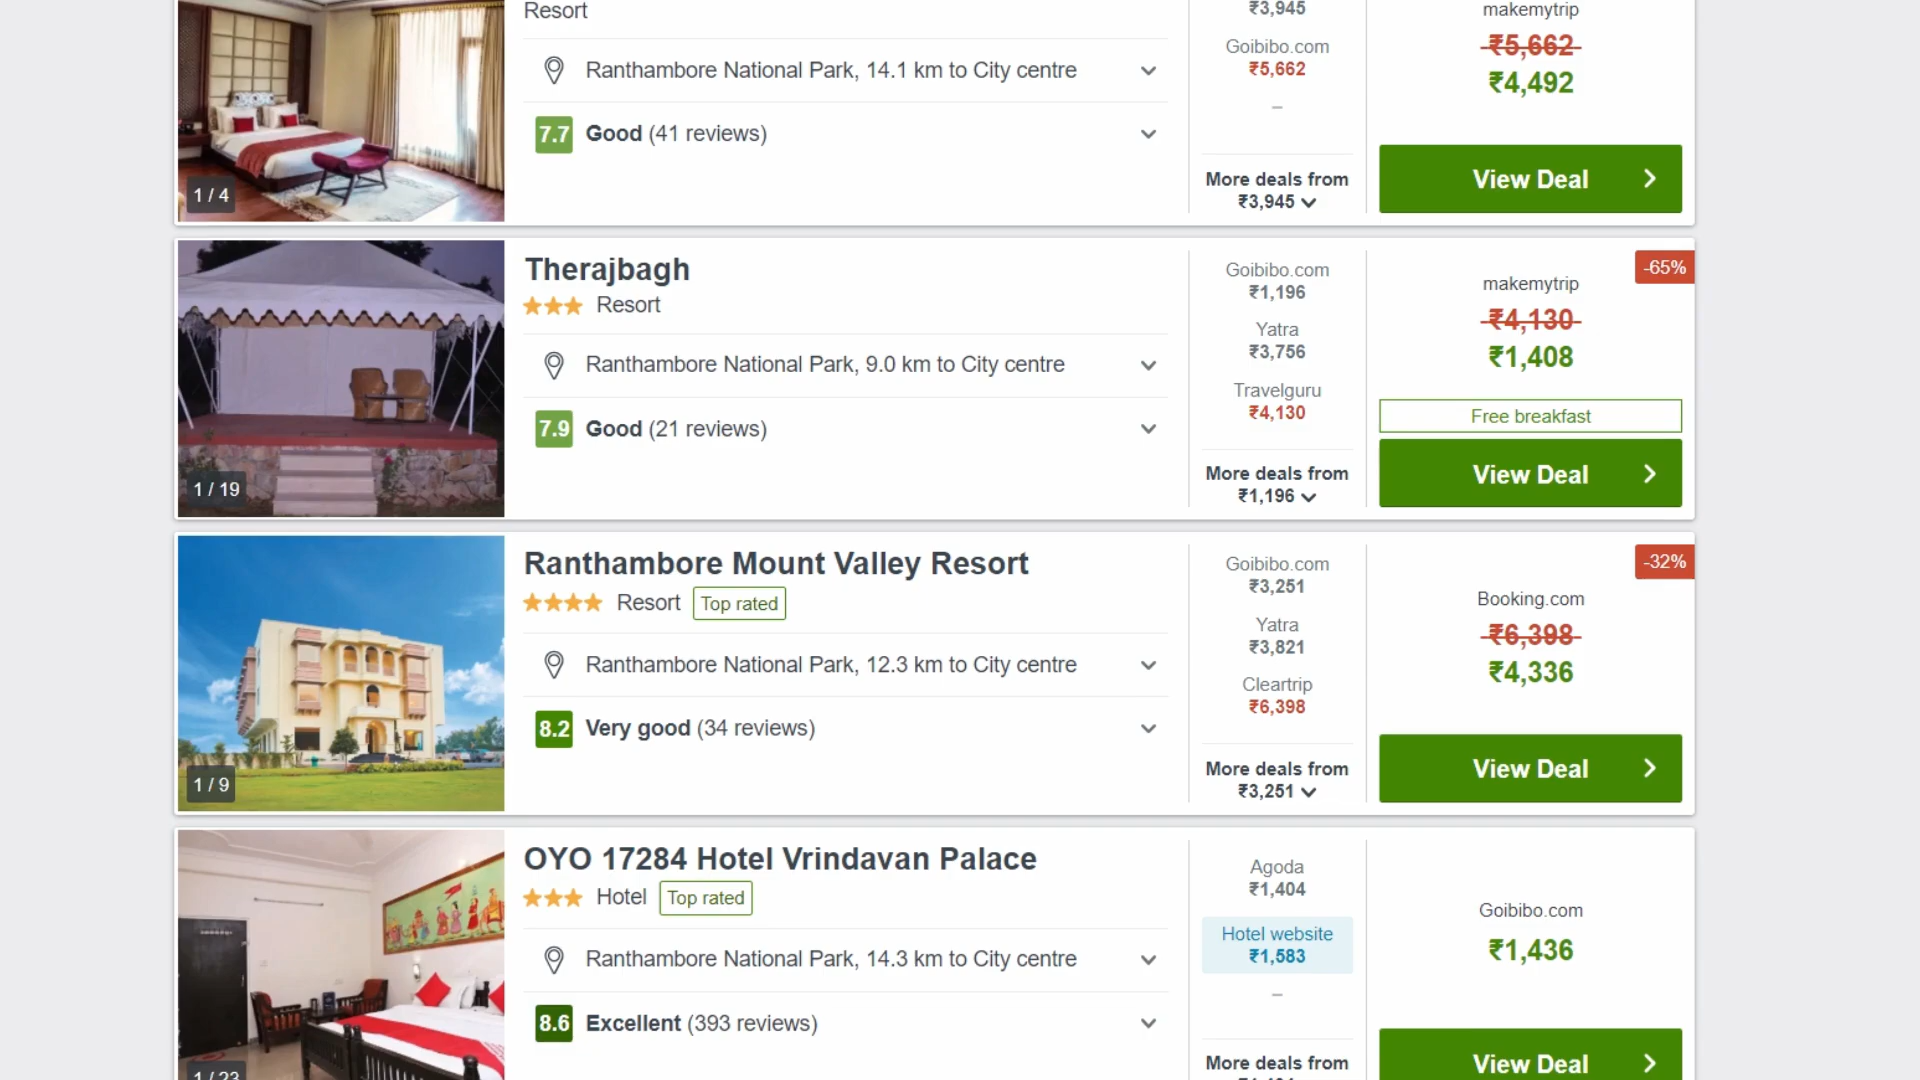 Resort
₹3,945
makemytrip
₹5,662
₹4,492
Goibibo.com
₹5,662
–
Ranthambore National Park, 14.1 km to City centre
7.7 Good (41 reviews)
1 / 4
More deals from
₹3,945
View Deal
Therajbagh
Resort
Ranthambore National Park, 9.0 km to City centre
7.9 Good (21 reviews)
1 / 19
Goibibo.com
₹1,196
Yatra
₹3,756
Travelguru
₹4,130
More deals from
₹1,196
-65%
makemytrip
₹4,130
₹1,408
Free breakfast
View Deal
Ranthambore Mount Valley Resort
Resort Top rated
Ranthambore National Park, 12.3 km to City centre
8.2 Very good (34 reviews)
1 / 9
Goibibo.com
₹3,251
Yatra
₹3,821
Cleartrip
₹6,398
More deals from
₹3,251
-32%
Booking.com
₹6,398
₹4,336
View Deal
OYO 17284 Hotel Vrindavan Palace
Hotel Top rated
Ranthambore National Park, 14.3 km to City centre
8.6 Excellent (393 reviews)
1 / 23
Agoda
₹1,404
Hotel website
₹1,583
–
More deals from
Goibibo.com
₹1,436
View Deal